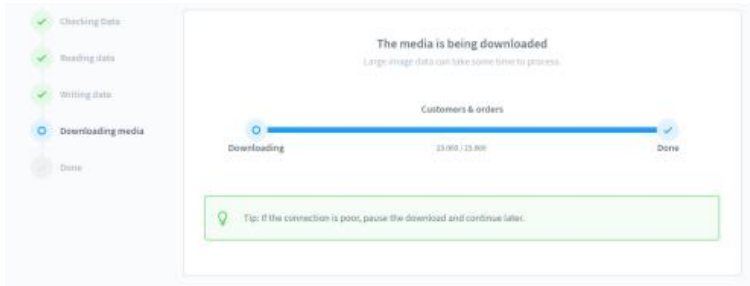 Checking Data
Reading data
Writing data
Downloading media
Done
The media is being downloaded
Large image data can take some time to process.
Customers & orders
Downloading
Done
Tip: If the connection is poor, pause the download and continue later.